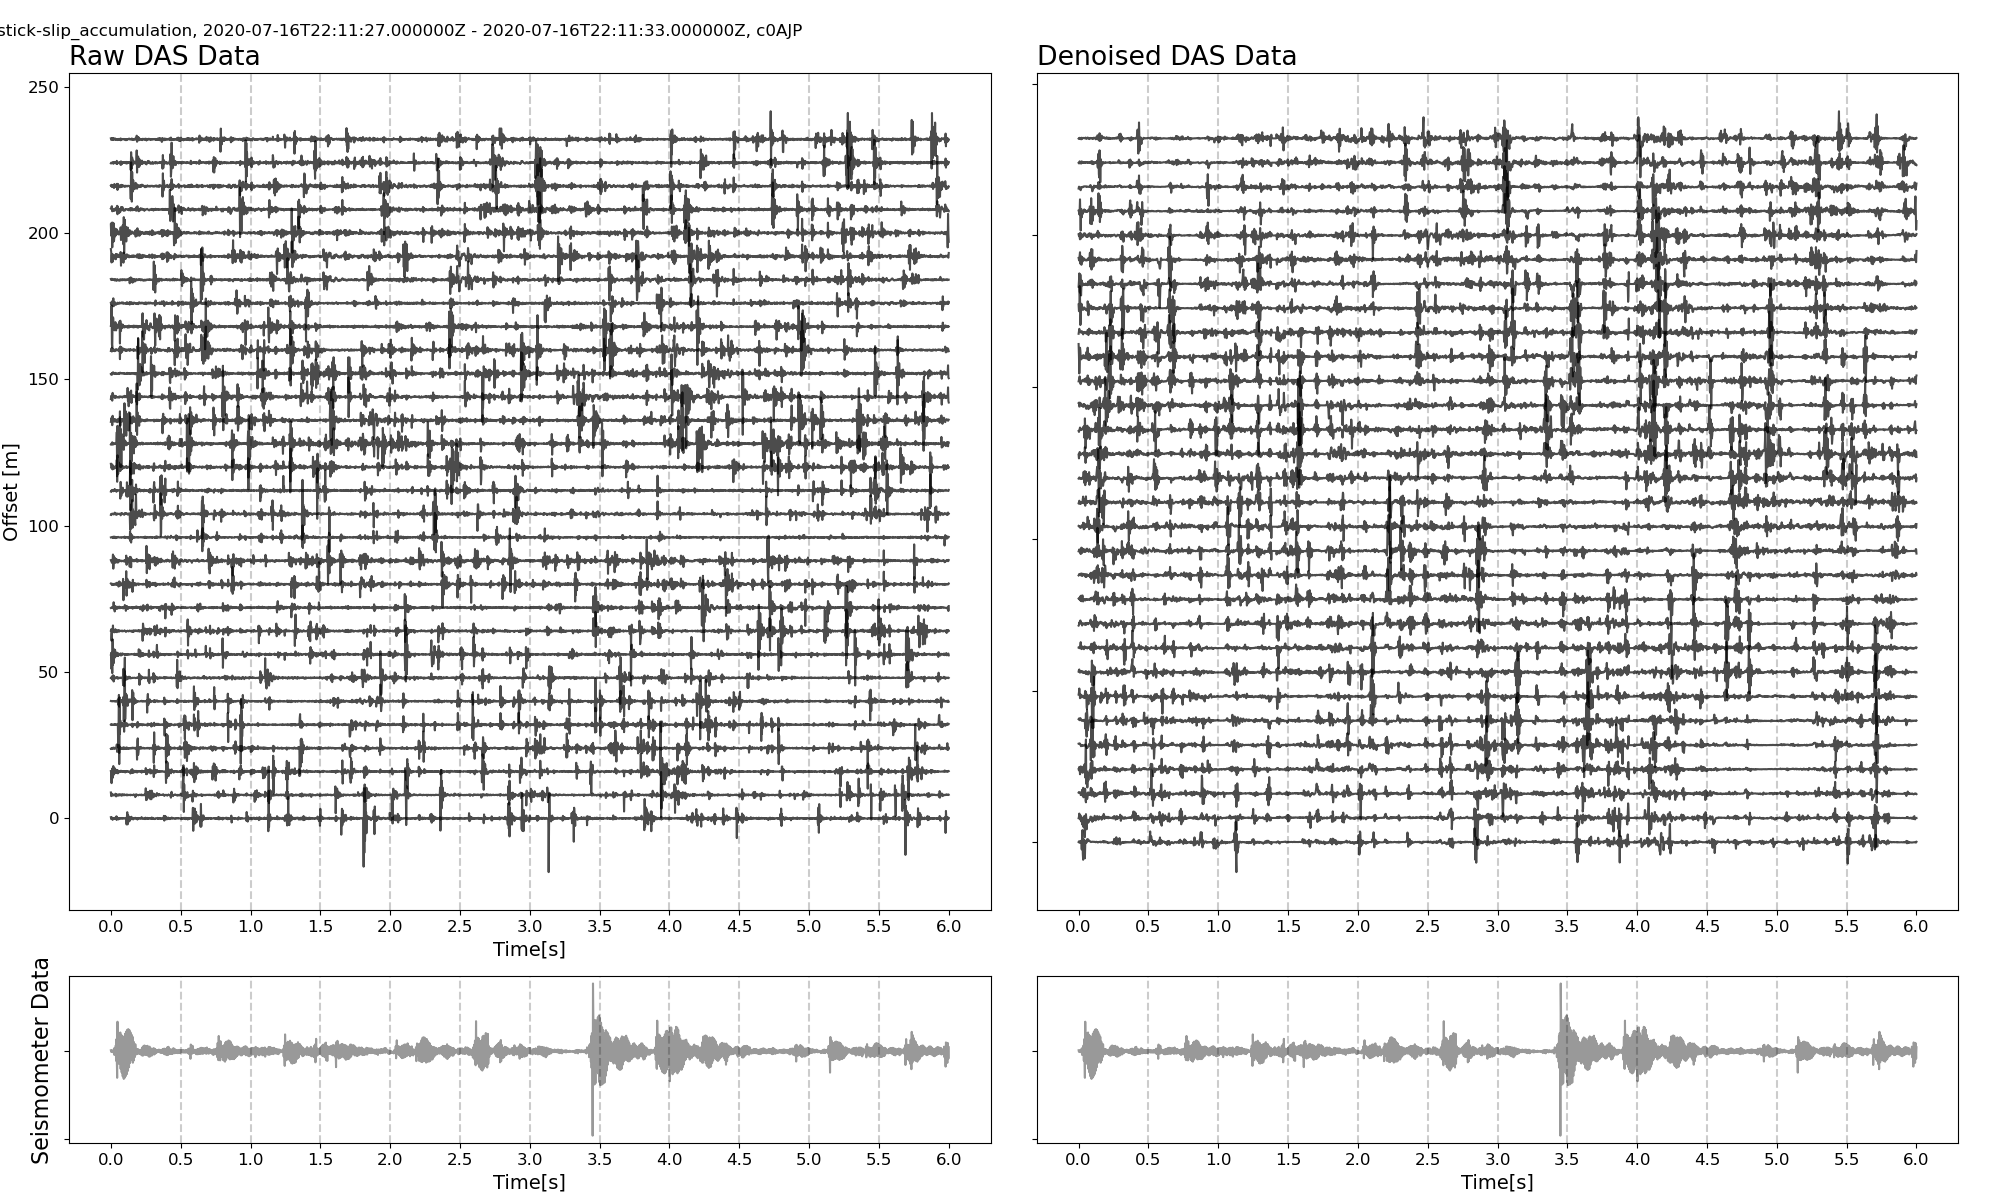 stick-slip_accumulation, 2020-07-16T22:11:27.000000Z - 2020-07-16T22:11:33.000000Z, c0AJP
Raw DAS Data
Denoised DAS Data
250
200
150
100
50
0
Offset [m]
0.0 0.5 1.0 1.5 2.0 2.5 3.0 3.5 4.0 4.5 5.0 5.5 6.0
Time[s]
0.0 0.5 1.0 1.5 2.0 2.5 3.0 3.5 4.0 4.5 5.0 5.5 6.0
Seismometer Data
0.0 0.5 1.0 1.5 2.0 2.5 3.0 3.5 4.0 4.5 5.0 5.5 6.0
Time[s]
0.0 0.5 1.0 1.5 2.0 2.5 3.0 3.5 4.0 4.5 5.0 5.5 6.0
Time[s]